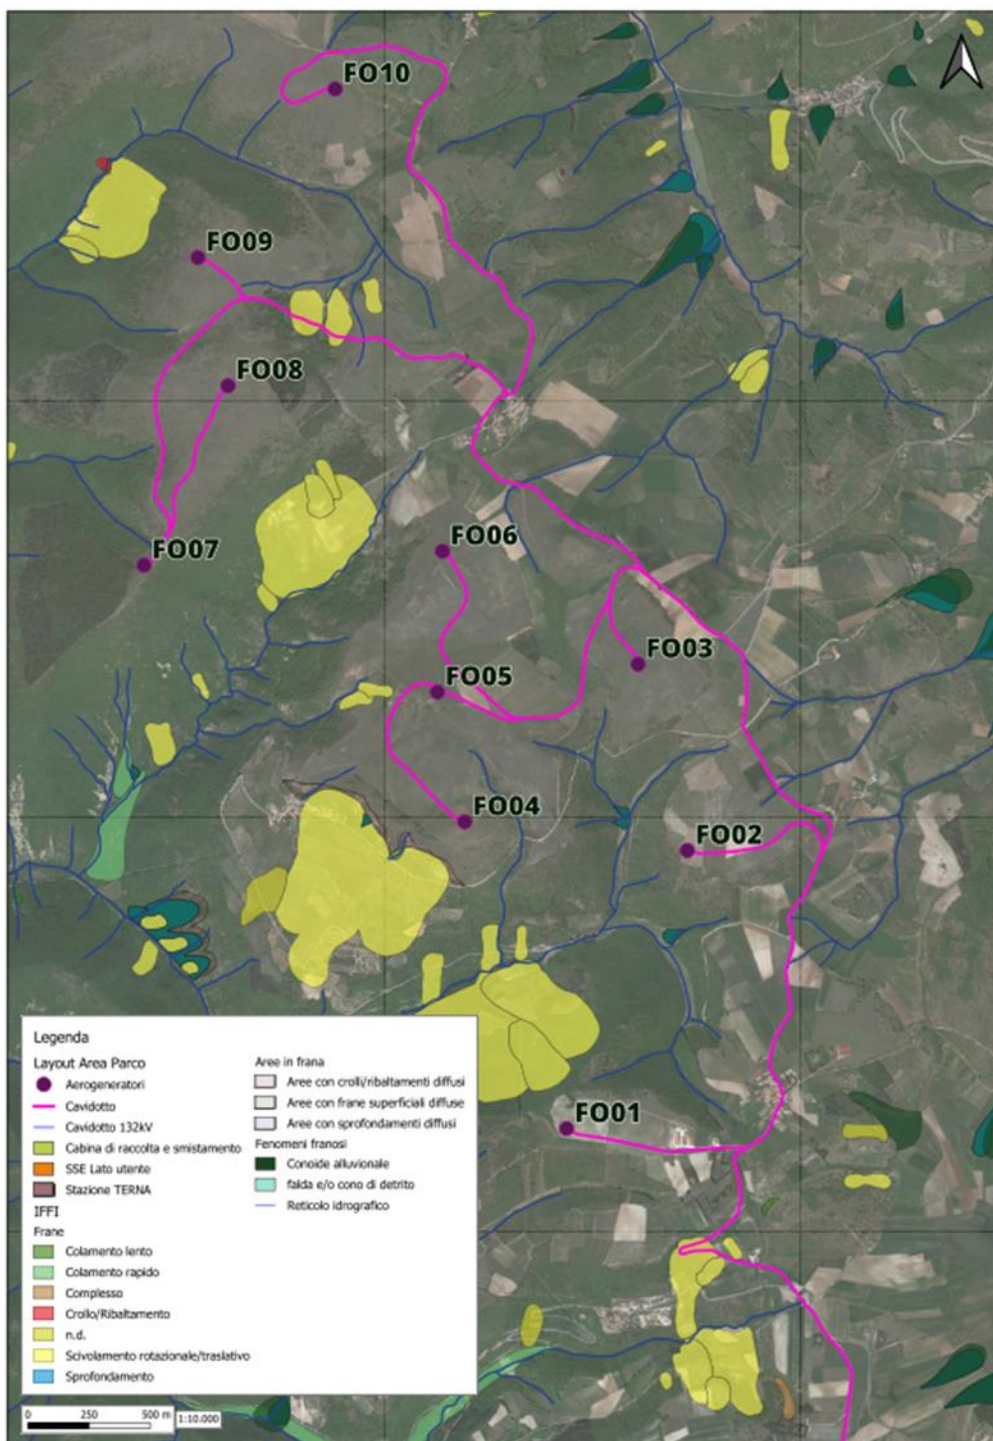 FO10
FO09
FO08
FO07
FO06
FO05
FO03
FO04
FO02
FO01
Legenda
Layout Area Parco
Aerogeneratori
Cavidotto
Cavidotto 132kV
Cabina di raccolta e smistamento
SSE Lato utente
Stazione TERNA
IFFI
Frane
Colamento lento
Colamento rapido
Complesso
Crollo/Ribaltamento
n.d.
Scivolamento rotazionale/traslativo
Sprofondamento
Aree in frana
Aree con crolli/ribaltamenti diffusi
Aree con frane superficiali diffuse
Aree con sprofondamenti diffusi
Fenomeni franosi
Conoide alluvionale
falda e/o cono di detrito
Reticolo idrografico
0 250 500 m
1:10.000